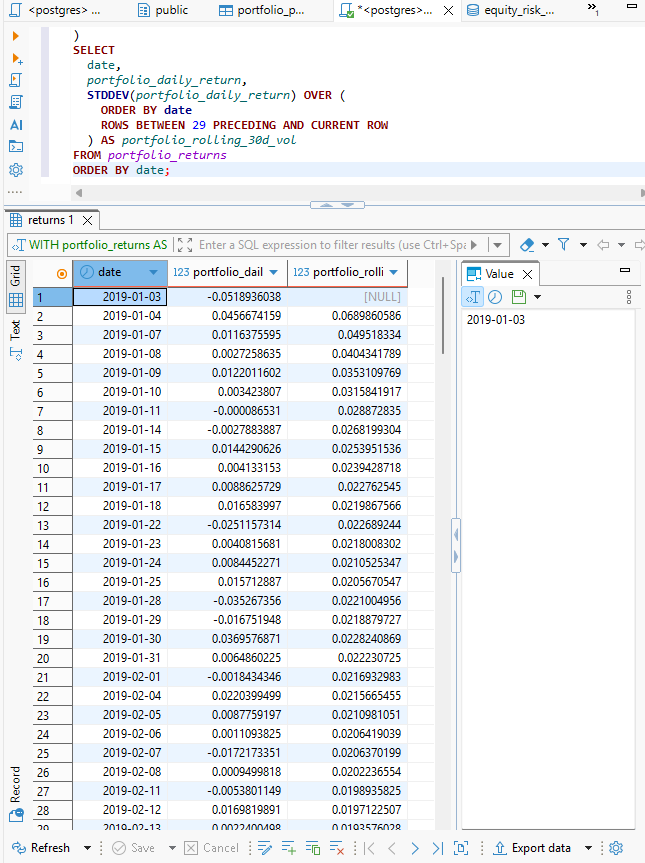 <postgres> ...
public
portfolio_p...
*<postgres>...
equity_risk_...
»1
)
SELECT
date,
portfolio_daily_return,
STDDEV(portfolio_daily_return) OVER (
ORDER BY date
ROWS BETWEEN 29 PRECEDING AND CURRENT ROW
) AS portfolio_rolling_30d_vol
FROM portfolio_returns
ORDER BY date;
AI
returns 1
WITH portfolio_returns AS
Enter a SQL expression to filter results (use Ctrl+Spa
Grid
Text
Record
date 123 portfolio_dail 123 portfolio_rolli
1 2019-01-03 -0.0518936038 [NULL]
2 2019-01-04 0.0456674159 0.0689860586
3 2019-01-07 0.0116375595 0.049518334
4 2019-01-08 0.0027258635 0.0404341789
5 2019-01-09 0.0122011602 0.0353109769
6 2019-01-10 0.003423807 0.0315841917
7 2019-01-11 -0.000086531 0.028872835
8 2019-01-14 -0.0027883887 0.0268199304
9 2019-01-15 0.0144290626 0.0253951536
10 2019-01-16 0.004133153 0.0239428718
11 2019-01-17 0.0088625729 0.022762545
12 2019-01-18 0.016583997 0.0219867566
13 2019-01-22 -0.0251157314 0.022689244
14 2019-01-23 0.0040815681 0.0218008302
15 2019-01-24 0.0084452271 0.0210525347
16 2019-01-25 0.015712887 0.0205670547
17 2019-01-28 -0.035267356 0.0221004956
18 2019-01-29 -0.016751948 0.0218879727
19 2019-01-30 0.0369576871 0.0228240869
20 2019-01-31 0.0064860225 0.022230725
21 2019-02-01 -0.0018434346 0.0216932983
22 2019-02-04 0.0220399499 0.0215665455
23 2019-02-05 0.0087759197 0.0210981051
24 2019-02-06 0.0011093825 0.0206419039
25 2019-02-07 -0.0172173351 0.0206370199
26 2019-02-08 0.0009499818 0.0202236554
27 2019-02-11 -0.0053801149 0.0198935825
28 2019-02-12 0.0169819891 0.0197122507
29 2019-02-13 0.0022400498 0.0193576028
Value
2019-01-03
Refresh
Save
Cancel
Export data